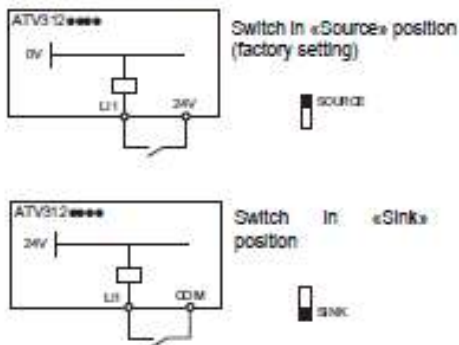 ATV312●●●●
Switch in «Source» position
(factory setting)
0V
SOURCE
LI1
24V
ATV312●●●●
Switch in «Sink»
position
24V
LI1
COM
SINK